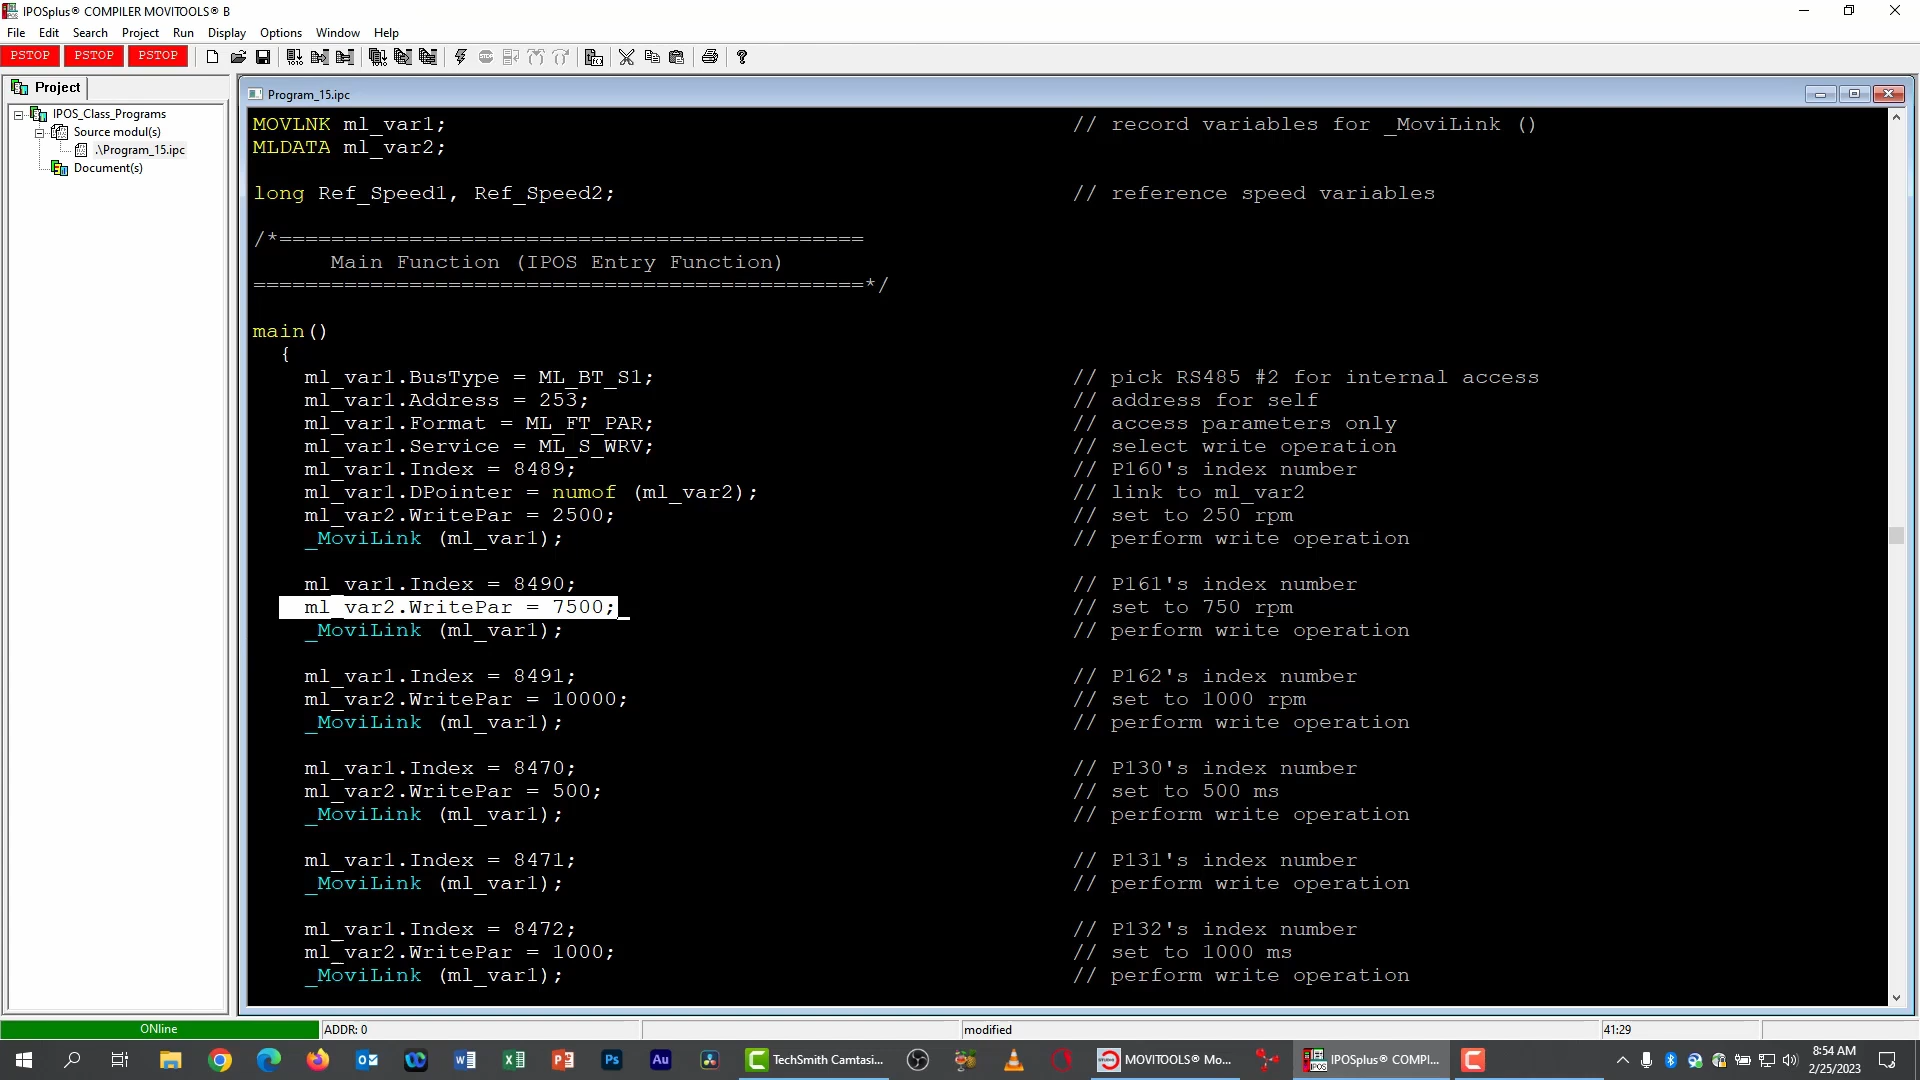 IPOSplus® COMPILER MOVITOOLS® B
File Edit Search Project Run Display Options Window Help
PSTOP PSTOP PSTOP
Project
IPOS_Class_Programs
Source modul(s)
.\Program_15.ipc
Document(s)
Program_15.ipc
MOVLNK ml_var1; // record variables for _MoviLink ()
MLDATA ml_var2;
long Ref_Speed1, Ref_Speed2; // reference speed variables
/*=============================================
Main Function (IPOS Entry Function)
===============================================*/
main()
{
ml_var1.BusType = ML_BT_S1; // pick RS485 #2 for internal access
ml_var1.Address = 253; // address for self
ml_var1.Format = ML_FT_PAR; // access parameters only
ml_var1.Service = ML_S_WRV; // select write operation
ml_var1.Index = 8489; // P160's index number
ml_var1.DPointer = numof (ml_var2); // link to ml_var2
ml_var2.WritePar = 2500; // set to 250 rpm
_MoviLink (ml_var1); // perform write operation
ml_var1.Index = 8490; // P161's index number
ml_var2.WritePar = 7500; // set to 750 rpm
_MoviLink (ml_var1); // perform write operation
ml_var1.Index = 8491; // P162's index number
ml_var2.WritePar = 10000; // set to 1000 rpm
_MoviLink (ml_var1); // perform write operation
ml_var1.Index = 8470; // P130's index number
ml_var2.WritePar = 500; // set to 500 ms
_MoviLink (ml_var1); // perform write operation
ml_var1.Index = 8471; // P131's index number
_MoviLink (ml_var1); // perform write operation
ml_var1.Index = 8472; // P132's index number
ml_var2.WritePar = 1000; // set to 1000 ms
_MoviLink (ml_var1); // perform write operation
ONline ADDR: 0 modified 41:29
TechSmith Camtasi... MOVITOOLS® Mo... IPOSplus® COMPI...
8:54 AM
2/25/2023